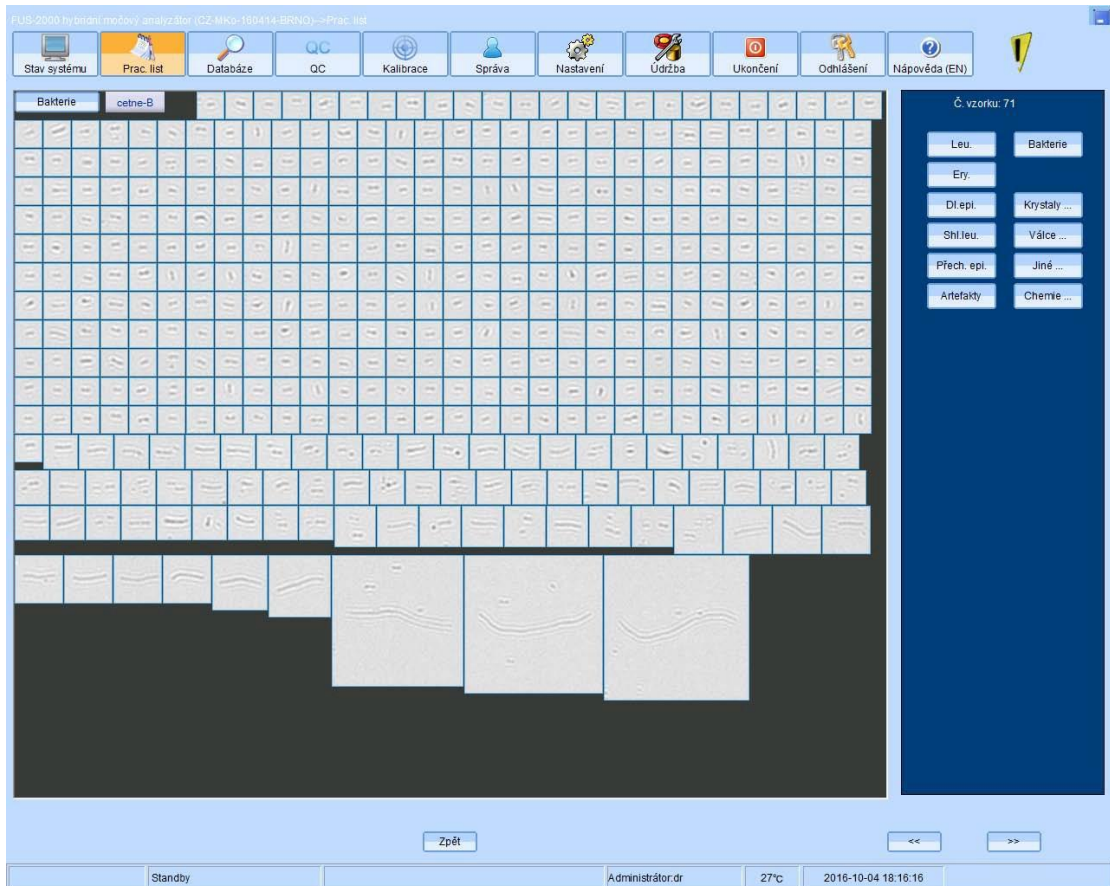 FUS-2000 hybridní močový analyzátor (CZ-MKo-160414-BRNO)-->Prac. list
Stav systému
Prac. list
Databáze
QC
QC
Kalibrace
Správa
Nastavení
Údržba
Ukončení
Odhlášení
Nápověda (EN)
Bakterie
cetne-B
Č. vzorku: 71
Leu.
Bakterie
Ery.
Dl.epi.
Krystaly ...
Shl.leu.
Válce ...
Přech. epi.
Jiné ...
Artefakty
Chemie ...
Zpět
<<
>>
Standby
Administrátor:dr
27℃
2016-10-04 18:16:16